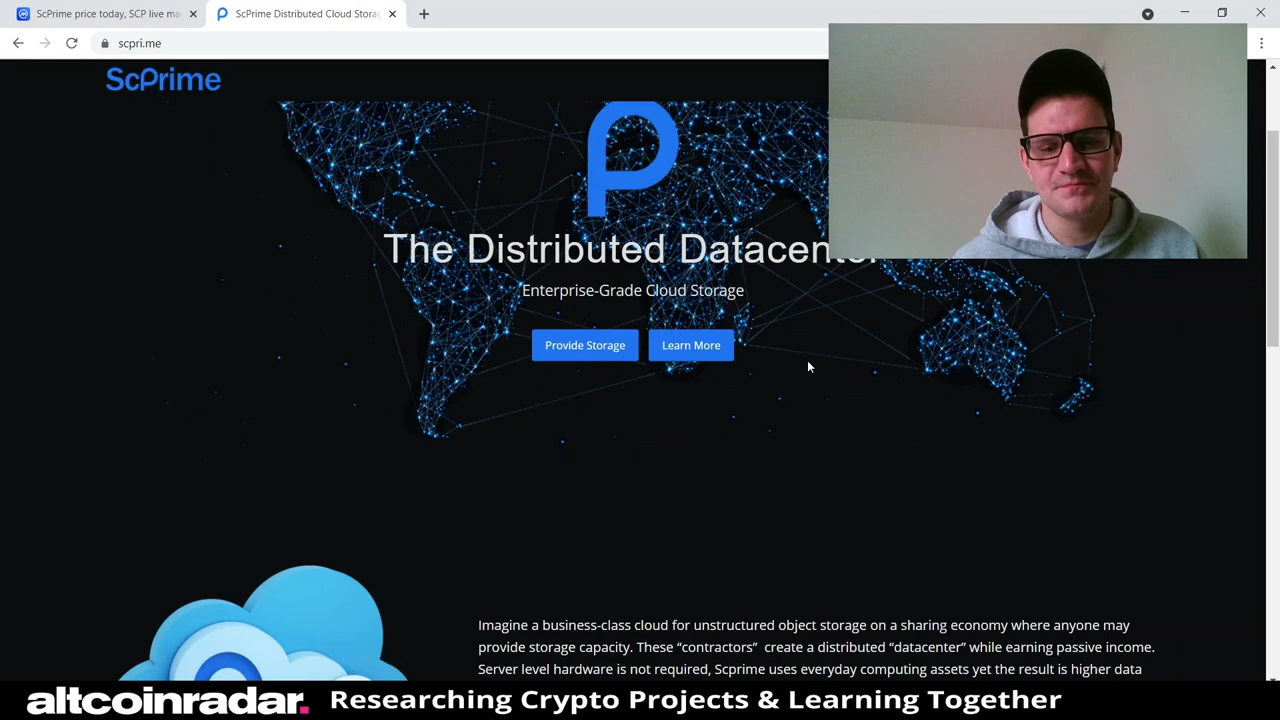 ScPrime price today, SCP live ma
ScPrime Distributed Cloud Storag
scpri.me
ScPrime
The Distributed Datacenter
Enterprise-Grade Cloud Storage
Provide Storage
Learn More
Imagine a business-class cloud for unstructured object storage on a sharing economy where anyone may
provide storage capacity. These “contractors” create a distributed “datacenter” while earning passive income.
Server level hardware is not required, Scprime uses everyday computing assets yet the result is higher data
altcoinradar. Researching Crypto Projects & Learning Together